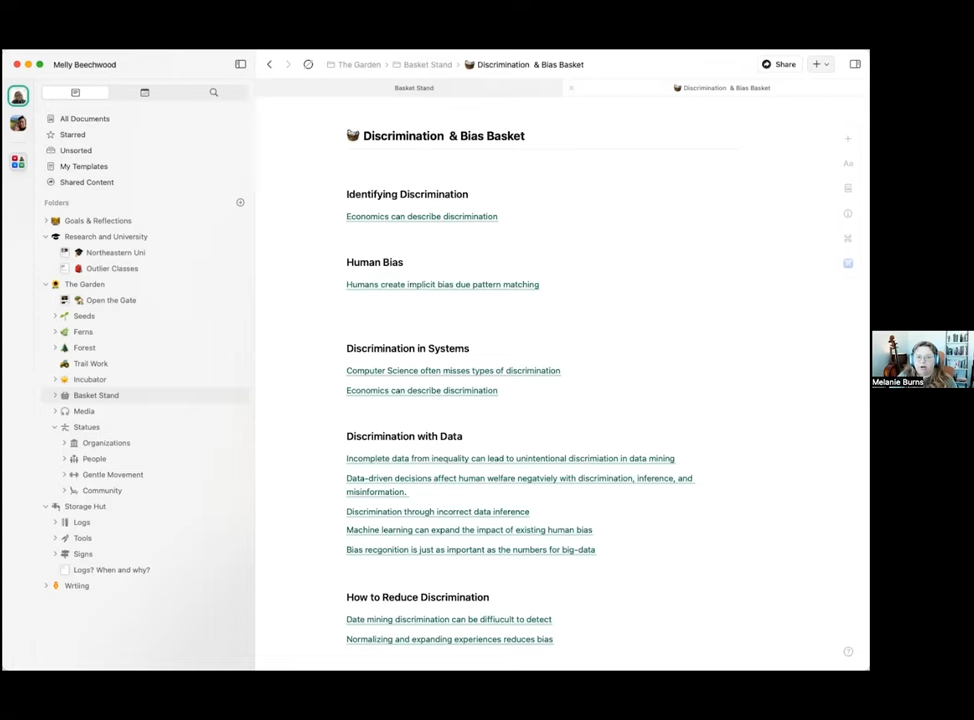 Melly Beechwood
The Garden
Basket Stand
Discrimination & Bias Basket
Share
Basket Stand
Discrimination & Bias Basket
All Documents
Starred
Unsorted
My Templates
Shared Content
Folders
Goals & Reflections
Research and University
Northeastern Uni
Outlier Classes
The Garden
Open the Gate
Seeds
Ferns
Forest
Trail Work
Incubator
Basket Stand
Media
Statues
Organizations
People
Gentle Movement
Community
Storage Hut
Logs
Tools
Signs
Logs? When and why?
Wrtiing
Discrimination & Bias Basket
Identifying Discrimination
Economics can describe discrimination
Human Bias
Humans create implicit bias due pattern matching
Discrimination in Systems
Computer Science often misses types of discrimination
Economics can describe discrimination
Discrimination with Data
Incomplete data from inequality can lead to unintentional discrimiation in data mining
Data-driven decisions affect human welfare negatviely with discrimination, inference, and
misinformation.
Discrimination through incorrect data inference
Machine learning can expand the impact of existing human bias
Bias recgonition is just as important as the numbers for big-data
How to Reduce Discrimination
Date mining discrimination can be diffiucult to detect
Normalizing and expanding experiences reduces bias
Aa
Melanie Burns